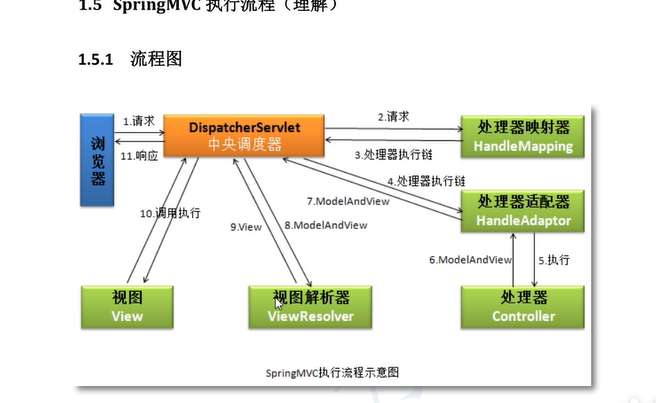 1.5 SpringMVC 执行流程（理解）
1.5.1 流程图
浏览器
1.请求
11.响应
DispatcherServlet
中央调度器
2.请求
3.处理器执行链
处理器映射器
HandleMapping
4.处理器执行链
7.ModelAndView
处理器适配器
HandleAdaptor
10.调用执行
9.View
8.ModelAndView
6.ModelAndView
5.执行
视图
View
视图解析器
ViewResolver
处理器
Controller
SpringMVC执行流程示意图